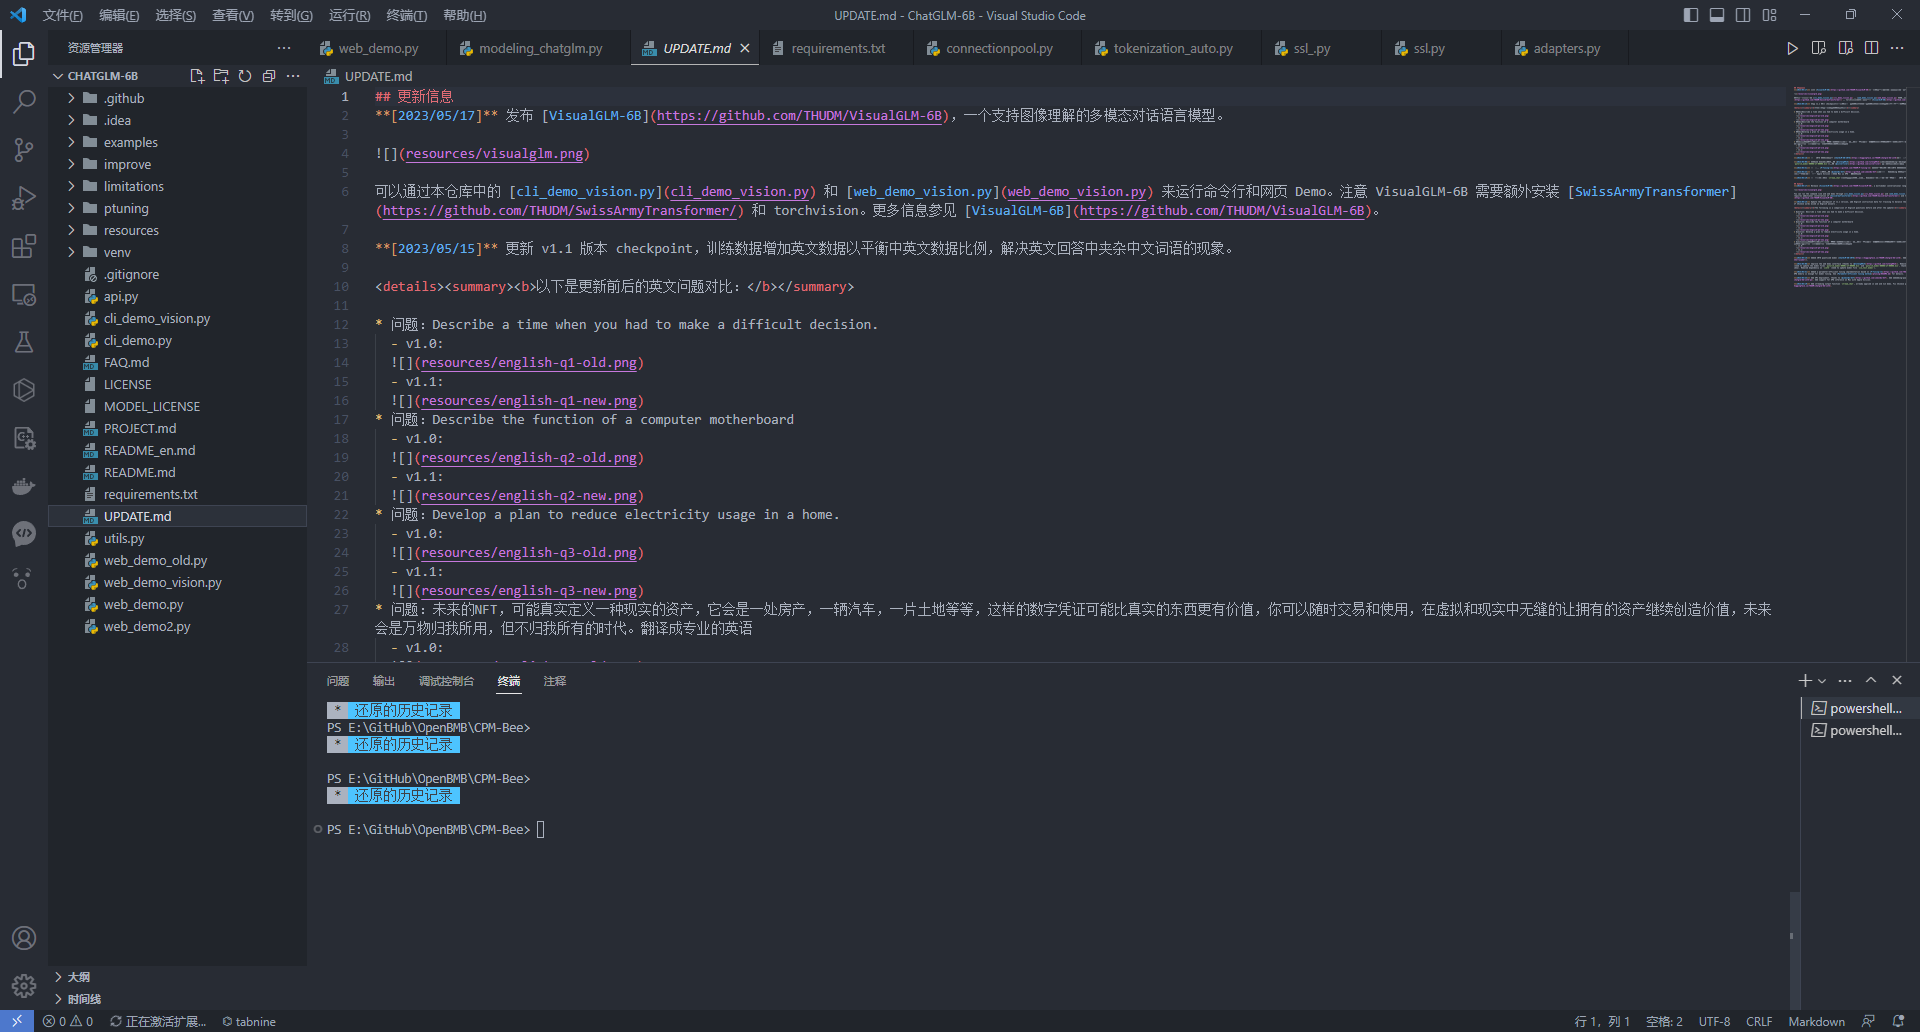 文件(F) 编辑(E) 选择(S) 查看(V) 转到(G) 运行(R) 终端(T) 帮助(H)
UPDATE.md - ChatGLM-6B - Visual Studio Code
资源管理器
web_demo.py
modeling_chatglm.py
UPDATE.md
requirements.txt
connectionpool.py
tokenization_auto.py
ssl_.py
ssl.py
adapters.py
CHATGLM-6B
.github
.idea
examples
improve
limitations
ptuning
resources
venv
.gitignore
api.py
cli_demo_vision.py
cli_demo.py
FAQ.md
LICENSE
MODEL_LICENSE
PROJECT.md
README_en.md
README.md
requirements.txt
UPDATE.md
utils.py
web_demo_old.py
web_demo_vision.py
web_demo.py
web_demo2.py
大纲
时间线
UPDATE.md
1 ## 更新信息
2 **[2023/05/17]** 发布 [VisualGLM-6B](https://github.com/THUDM/VisualGLM-6B)，一个支持图像理解的多模态对话语言模型。
3
4 ![](resources/visualglm.png)
5
6 可以通过本仓库中的 [cli_demo_vision.py](cli_demo_vision.py) 和 [web_demo_vision.py](web_demo_vision.py) 来运行命令行和网页 Demo。注意 VisualGLM-6B 需要额外安装 [SwissArmyTransformer]
(https://github.com/THUDM/SwissArmyTransformer/) 和 torchvision。更多信息参见 [VisualGLM-6B](https://github.com/THUDM/VisualGLM-6B)。
7
8 **[2023/05/15]** 更新 v1.1 版本 checkpoint，训练数据增加英文数据以平衡中英文数据比例，解决英文回答中夹杂中文词语的现象。
9
10 <details><summary><b>以下是更新前后的英文问题对比：</b></summary>
11
12 * 问题：Describe a time when you had to make a difficult decision.
13 - v1.0:
14 ![](resources/english-q1-old.png)
15 - v1.1:
16 ![](resources/english-q1-new.png)
17 * 问题：Describe the function of a computer motherboard
18 - v1.0:
19 ![](resources/english-q2-old.png)
20 - v1.1:
21 ![](resources/english-q2-new.png)
22 * 问题：Develop a plan to reduce electricity usage in a home.
23 - v1.0:
24 ![](resources/english-q3-old.png)
25 - v1.1:
26 ![](resources/english-q3-new.png)
27 * 问题：未来的NFT，可能真实定义一种现实的资产，它会是一处房产，一辆汽车，一片土地等等，这样的数字凭证可能比真实的东西更有价值，你可以随时交易和使用，在虚拟和现实中无缝的让拥有的资产继续创造价值，未来
会是万物归我所用，但不归我所有的时代。翻译成专业的英语
28 - v1.0:
问题 输出 调试控制台 终端 注释
* 还原的历史记录
PS E:\GitHub\OpenBMB\CPM-Bee>
* 还原的历史记录
PS E:\GitHub\OpenBMB\CPM-Bee>
* 还原的历史记录
PS E:\GitHub\OpenBMB\CPM-Bee>
powershell...
powershell...
0 0 正在激活扩展... tabnine
行 1，列 1 空格: 2 UTF-8 CRLF Markdown